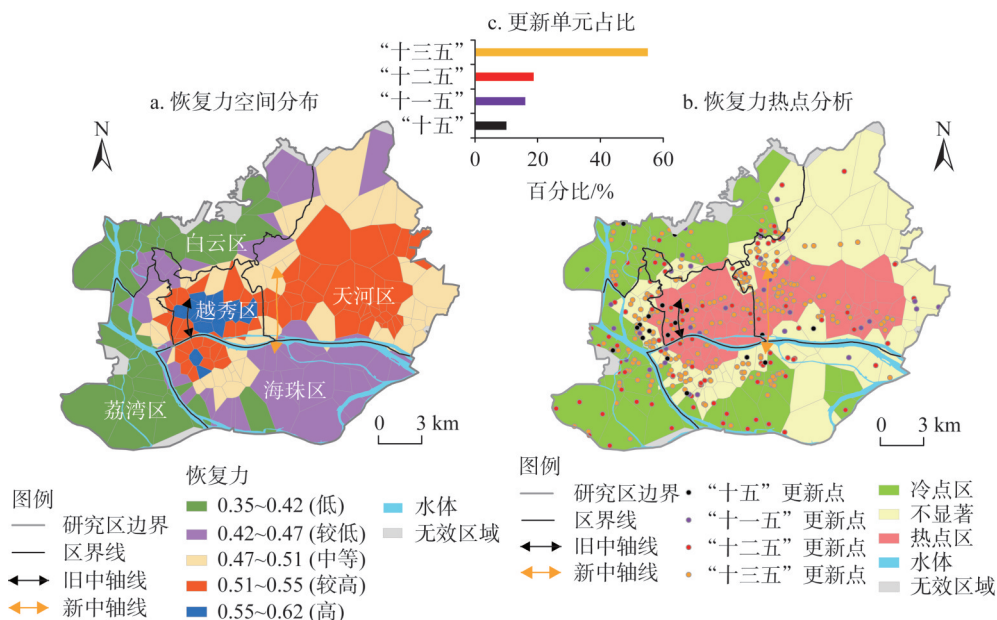 c. 更新单元占比
“十三五”
“十二五”
“十一五”
“十五”
0 20 40 60
百分比/%
a. 恢复力空间分布
N
白云区
越秀区
天河区
海珠区
荔湾区
0 3 km
图例
研究区边界
区界线
旧中轴线
新中轴线
恢复力
0.35~0.42 (低)
0.42~0.47 (较低)
0.47~0.51 (中等)
0.51~0.55 (较高)
0.55~0.62 (高)
水体
无效区域
b. 恢复力热点分析
N
0 3 km
图例
研究区边界
区界线
旧中轴线
新中轴线
“十五”更新点
“十一五”更新点
“十二五”更新点
“十三五”更新点
冷点区
不显著
热点区
水体
无效区域